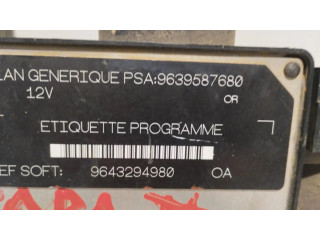 LAN GENERIQUE PSA:9639587680
12V OR
ETIQUETTE PROGRAMME
EF SOFT: 9643294980 OA